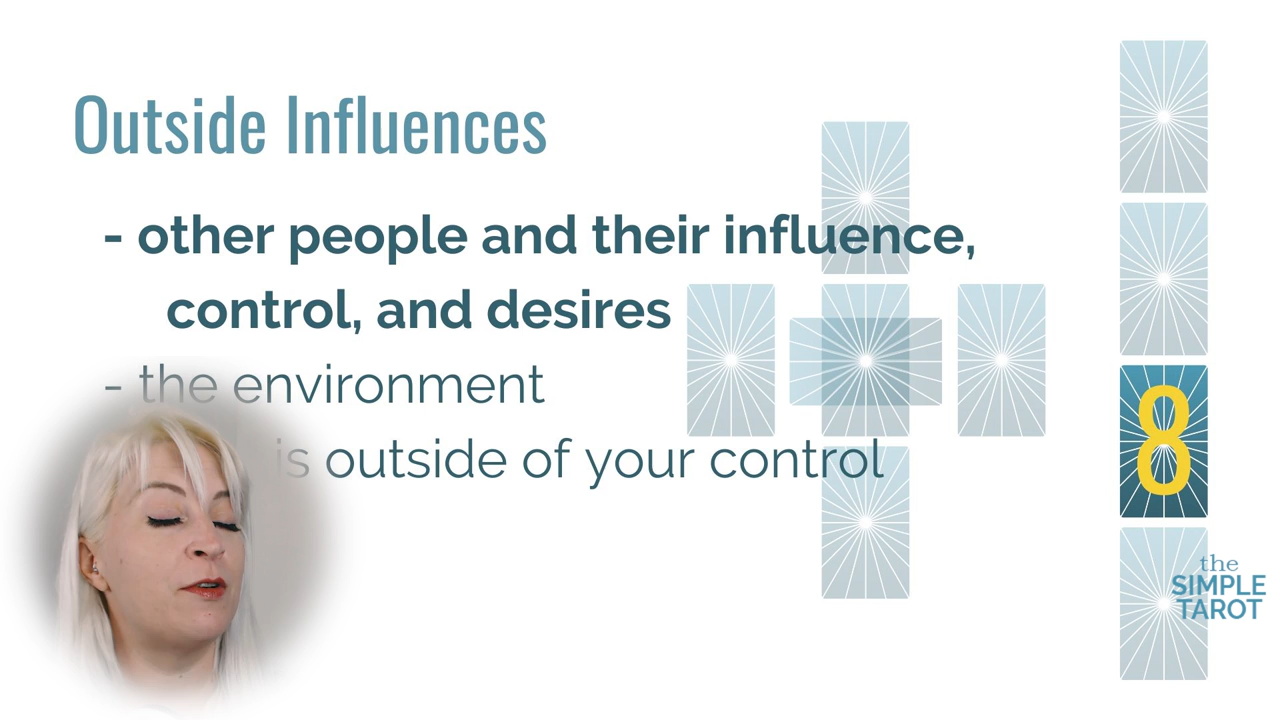 Outside Influences
- other people and their influence,
control, and desires
- the environment
is outside of your control
8
the
SIMPLE
TAROT